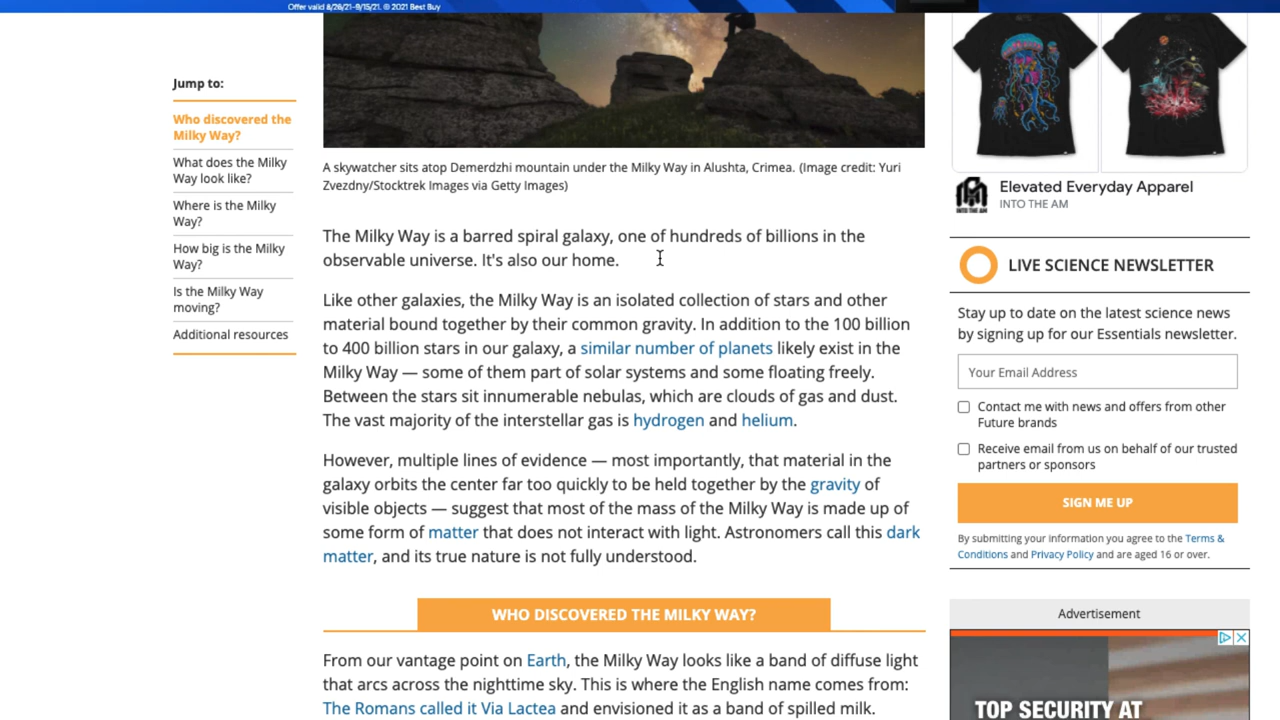 Offer valid 8/26/21-9/15/21. © 2021 Best Buy
Jump to:
Who discovered the
Milky Way?
What does the Milky
Way look like?
Where is the Milky
Way?
How big is the Milky
Way?
Is the Milky Way
moving?
Additional resources
A skywatcher sits atop Demerdzhi mountain under the Milky Way in Alushta, Crimea. (Image credit: Yuri
Zvezdny/Stocktrek Images via Getty Images)
The Milky Way is a barred spiral galaxy, one of hundreds of billions in the
observable universe. It's also our home.
Like other galaxies, the Milky Way is an isolated collection of stars and other
material bound together by their common gravity. In addition to the 100 billion
to 400 billion stars in our galaxy, a similar number of planets likely exist in the
Milky Way — some of them part of solar systems and some floating freely.
Between the stars sit innumerable nebulas, which are clouds of gas and dust.
The vast majority of the interstellar gas is hydrogen and helium.
However, multiple lines of evidence — most importantly, that material in the
galaxy orbits the center far too quickly to be held together by the gravity of
visible objects — suggest that most of the mass of the Milky Way is made up of
some form of matter that does not interact with light. Astronomers call this dark
matter, and its true nature is not fully understood.
WHO DISCOVERED THE MILKY WAY?
From our vantage point on Earth, the Milky Way looks like a band of diffuse light
that arcs across the nighttime sky. This is where the English name comes from:
The Romans called it Via Lactea and envisioned it as a band of spilled milk.
INTO THE AM
Elevated Everyday Apparel
INTO THE AM
LIVE SCIENCE NEWSLETTER
Stay up to date on the latest science news
by signing up for our Essentials newsletter.
Your Email Address
Contact me with news and offers from other
Future brands
Receive email from us on behalf of our trusted
partners or sponsors
SIGN ME UP
By submitting your information you agree to the Terms &
Conditions and Privacy Policy and are aged 16 or over.
Advertisement
TOP SECURITY AT